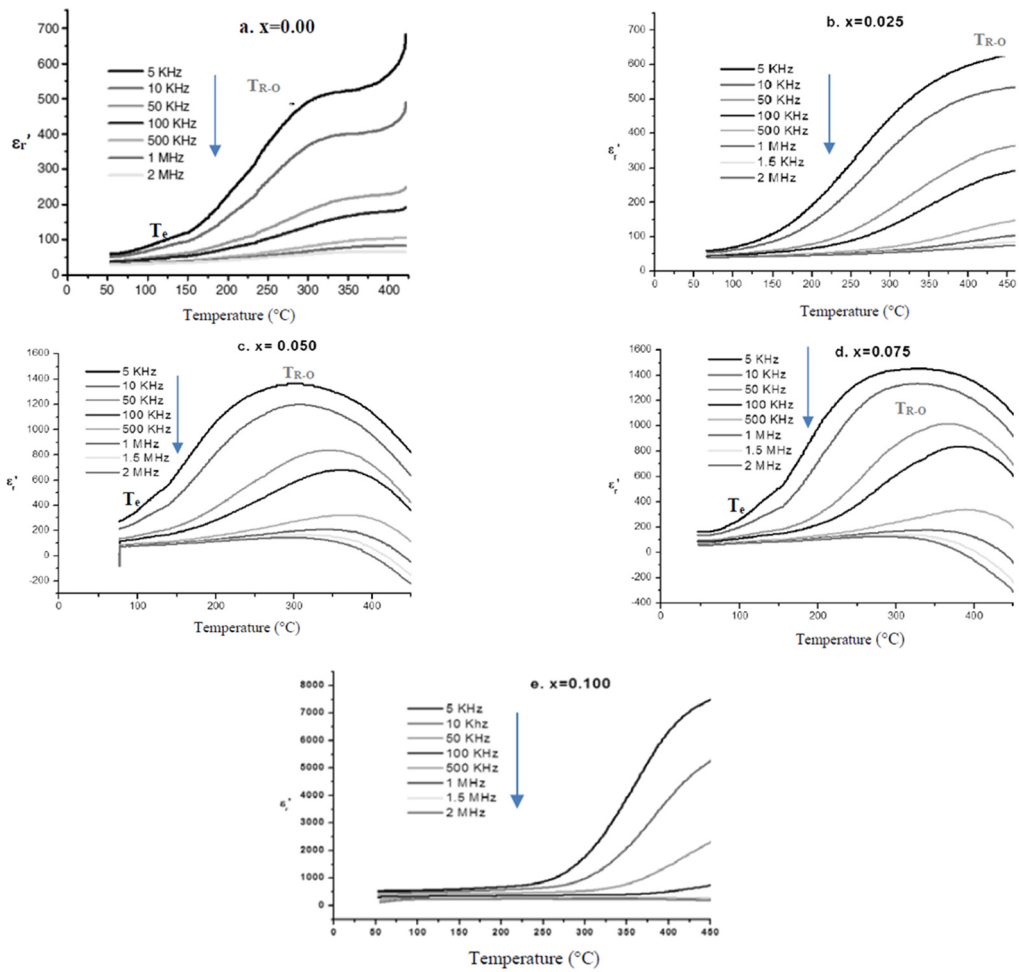 a. x=0.00
700
600
500
400
300
200
100
0
εr'
5 KHz
10 KHz
50 KHz
100 KHz
500 KHz
1 MHz
2 MHz
TR-O
Te
0 50 100 150 200 250 300 350 400
Temperature (°C)
b. x=0.025
700
600
500
400
300
200
100
0
εr'
5 KHz
10 KHz
50 KHz
100 KHz
500 KHz
1 MHz
1.5 KHz
2 MHz
TR-O
0 50 100 150 200 250 300 350 400 450
Temperature (°C)
c. x= 0.050
1600
1400
1200
1000
800
600
400
200
0
-200
εr'
5 KHz
10 KHz
50 KHz
100 KHz
500 KHz
1 MHz
1.5 MHz
2 MHz
TR-O
Te
0 100 200 300 400
Temperature (°C)
d. x=0.075
1600
1400
1200
1000
800
600
400
200
0
-200
-400
εr'
5 KHz
10 KHz
50 KHz
100 KHz
500 KHz
1 MHz
1.5 MHz
2 MHz
TR-O
Te
0 100 200 300 400
Temperature (°C)
e. x=0.100
8000
7000
6000
5000
4000
3000
2000
1000
0
εr'
5 KHz
10 Khz
50 KHz
100 KHz
500 KHz
1 MHz
1.5 MHz
2 MHz
0 50 100 150 200 250 300 350 400 450
Temperature (°C)